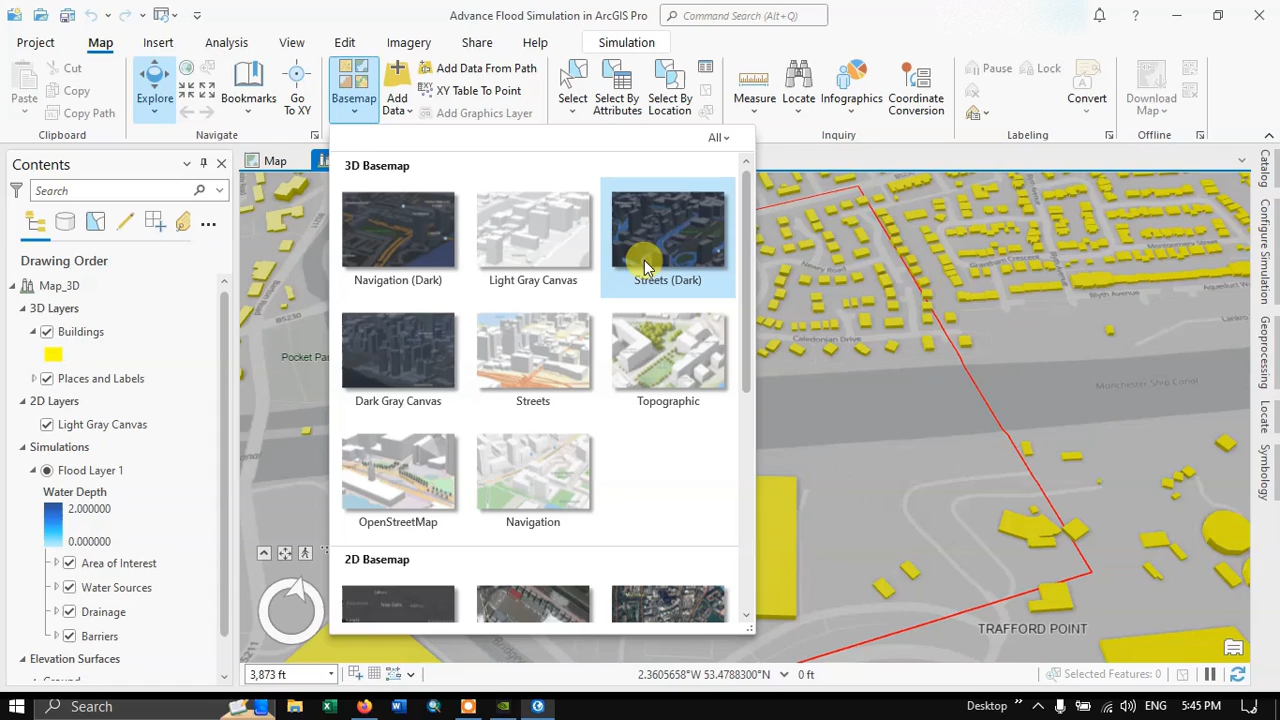 Advance Flood Simulation in ArcGIS Pro
Command Search (Alt+Q)
Project Map Insert Analysis View Edit Imagery Share Help Simulation
Paste
Cut
Copy
Copy Path
Clipboard
Explore
Bookmarks
Go To XY
Navigate
Basemap
Add Data
Add Data From Path
XY Table To Point
Add Graphics Layer
Select
Select By Attributes
Select By Location
Measure
Locate
Infographics
Coordinate Conversion
Inquiry
Pause
Lock
Convert
Labeling
Download Map
Offline
All
Contents
Search
Drawing Order
Map_3D
3D Layers
Buildings
Places and Labels
2D Layers
Light Gray Canvas
Simulations
Flood Layer 1
Water Depth
2.000000
0.000000
Area of Interest
Water Sources
Drainage
Barriers
Elevation Surfaces
Ground
Map
3D Basemap
Navigation (Dark)
Light Gray Canvas
Streets (Dark)
Dark Gray Canvas
Streets
Topographic
OpenStreetMap
Navigation
2D Basemap
B5230
Caledonian Drive
Blyth Avenue
Manchester Ship Canal
TRAFFORD POINT
Catalog
Geoprocessing
Configure Simulation
Locate
Symbology
3,873 ft
2.3605658°W 53.4788300°N
0 ft
Selected Features: 0
Search
Desktop
ENG
5:45 PM